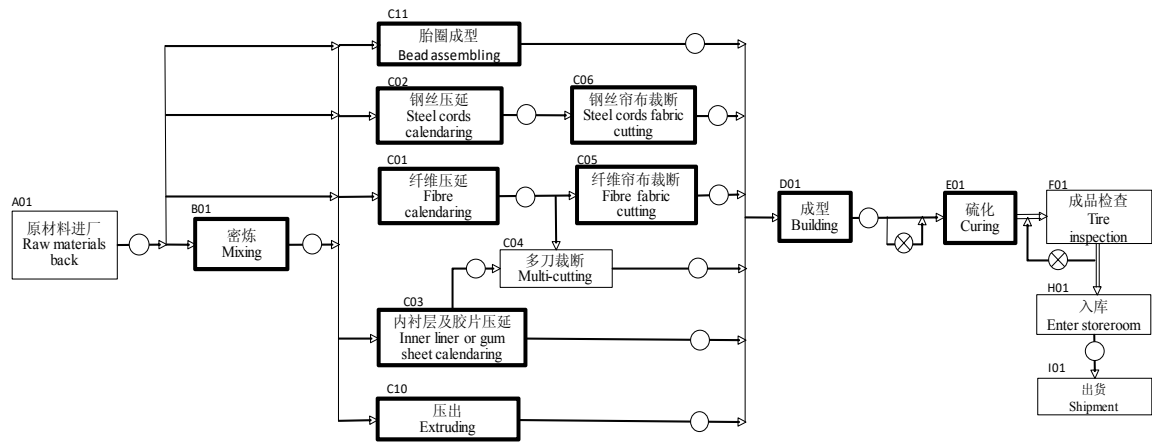 A01
原材料进厂
Raw materials
back
B01
密炼
Mixing
C11
胎圈成型
Bead assembling
C02
钢丝压延
Steel cords
calendaring
C06
钢丝帘布裁断
Steel cords fabric
cutting
C01
纤维压延
Fibre
calendaring
C05
纤维帘布裁断
Fibre fabric
cutting
C04
多刀裁断
Multi-cutting
C03
内衬层及胶片压延
Inner liner or gum
sheet calendaring
C10
压出
Extruding
D01
成型
Building
E01
硫化
Curing
F01
成品检查
Tire
inspection
H01
入库
Enter storeroom
I01
出货
Shipment